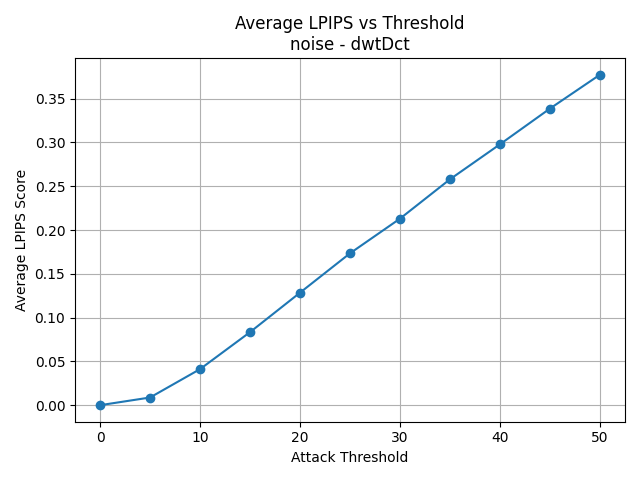 Average LPIPS vs Threshold
noise - dwtDct
Average LPIPS Score
0.35
0.30
0.25
0.20
0.15
0.10
0.05
0.00
0 10 20 30 40 50
Attack Threshold